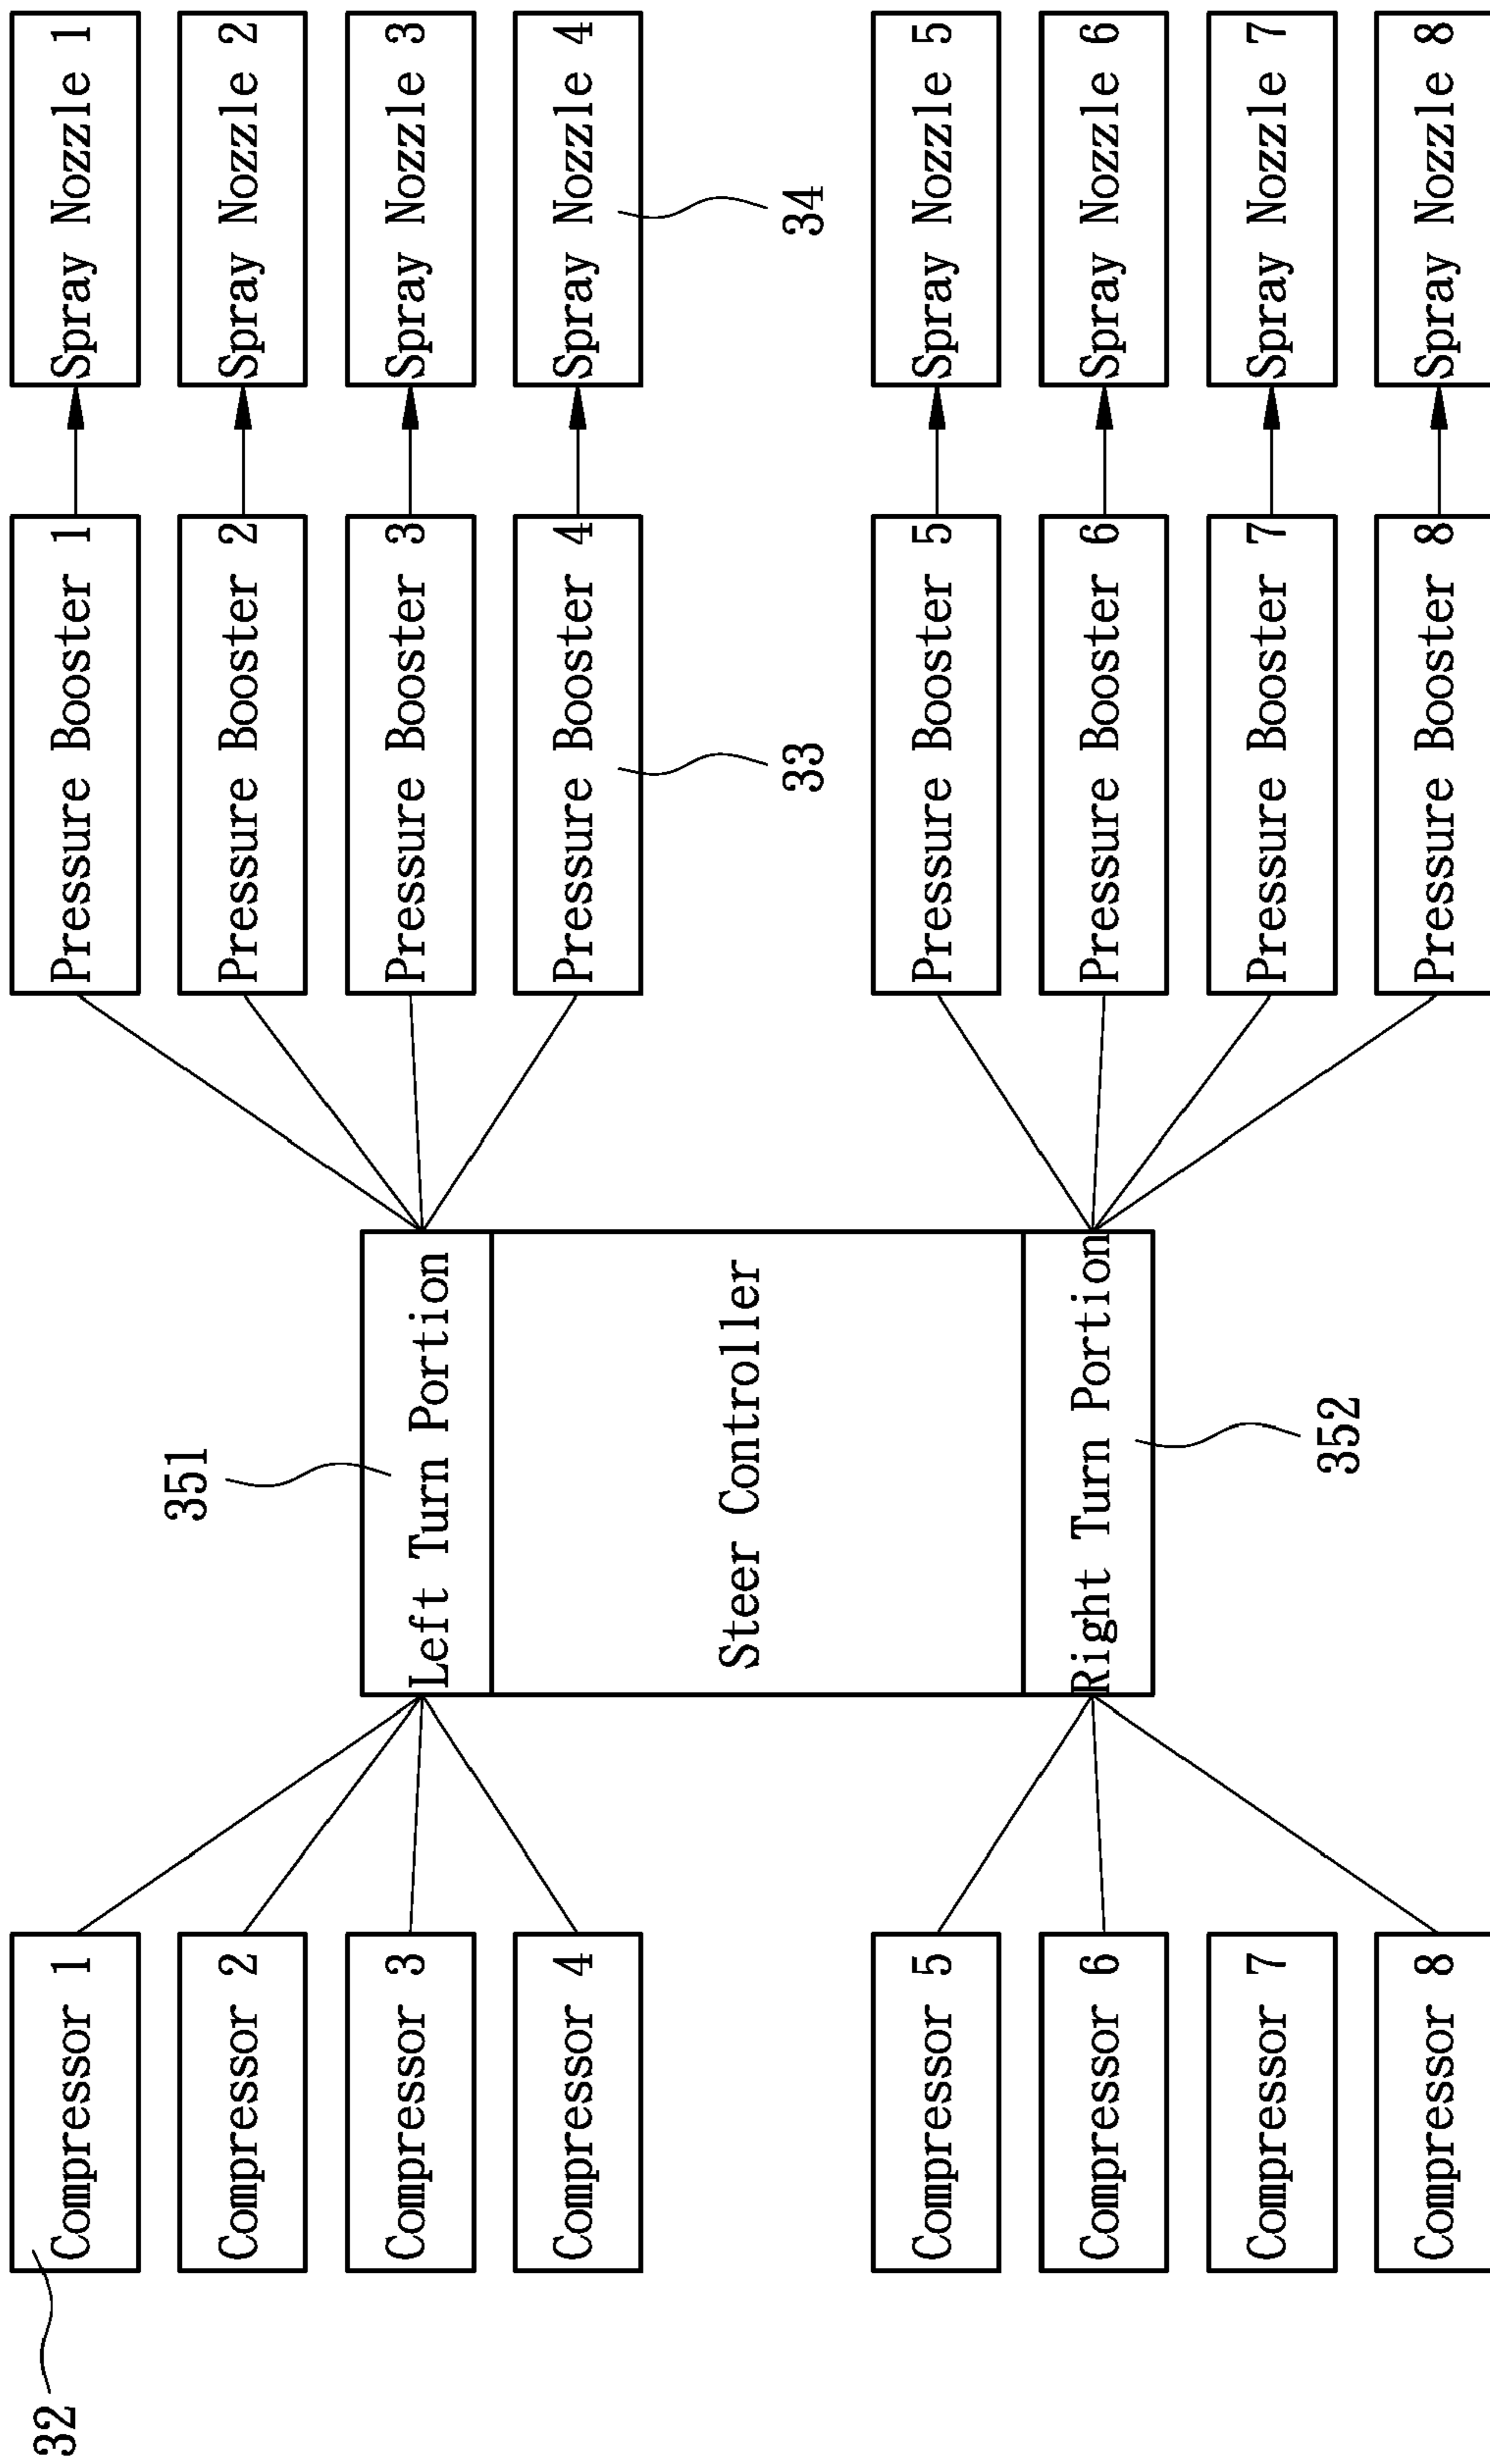 32
Compressor 1
Compressor 2
Compressor 3
Compressor 4
Compressor 5
Compressor 6
Compressor 7
Compressor 8
351
Left Turn Portion
Steer Controller
Right Turn Portion
352
Pressure Booster 1
Pressure Booster 2
Pressure Booster 3
Pressure Booster 4
33
Pressure Booster 5
Pressure Booster 6
Pressure Booster 7
Pressure Booster 8
Spray Nozzle 1
Spray Nozzle 2
Spray Nozzle 3
Spray Nozzle 4
34
Spray Nozzle 5
Spray Nozzle 6
Spray Nozzle 7
Spray Nozzle 8